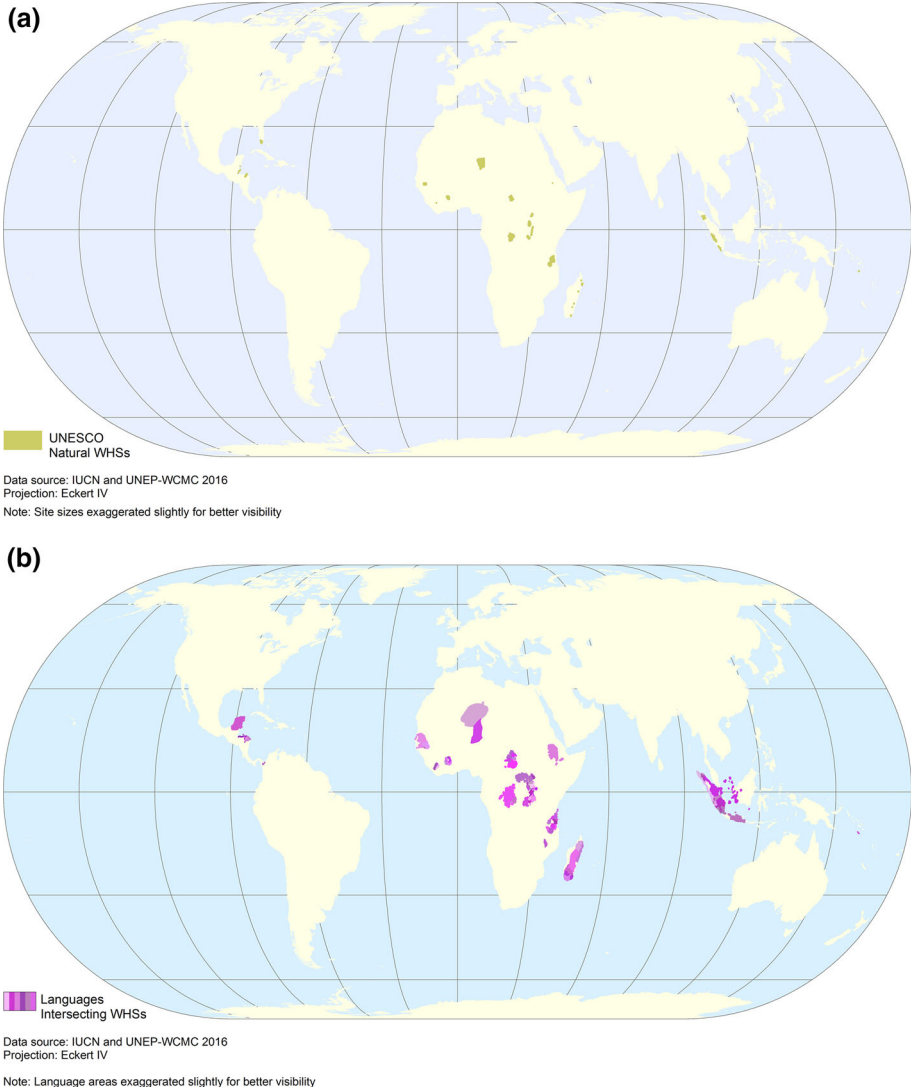 (a)
UNESCO
Natural WHSs
Data source: IUCN and UNEP-WCMC 2016
Projection: Eckert IV
Note: Site sizes exaggerated slightly for better visibility
(b)
Languages
Intersecting WHSs
Data source: IUCN and UNEP-WCMC 2016
Projection: Eckert IV
Note: Language areas exaggerated slightly for better visibility